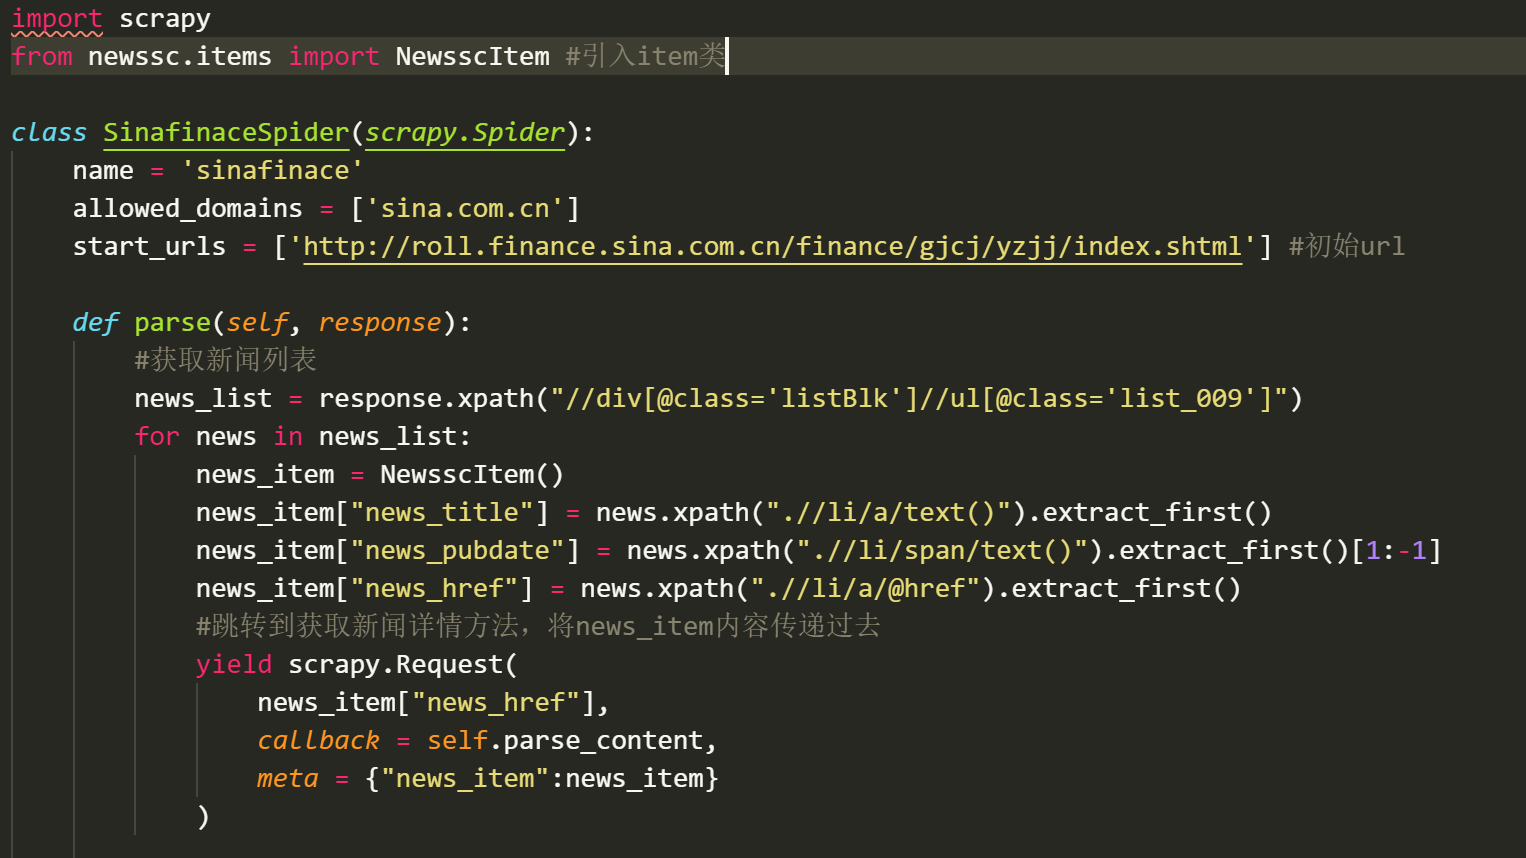 import scrapy
from newssc.items import NewsscItem #引入item类
class SinafinaceSpider(scrapy.Spider):
    name = 'sinafinace'
    allowed_domains = ['sina.com.cn']
    start_urls = ['http://roll.finance.sina.com.cn/finance/gjcj/yzjj/index.shtml'] #初始url
    def parse(self, response):
        #获取新闻列表
        news_list = response.xpath("//div[@class='listBlk']//ul[@class='list_009']")
        for news in news_list:
            news_item = NewsscItem()
            news_item["news_title"] = news.xpath(".//li/a/text()").extract_first()
            news_item["news_pubdate"] = news.xpath(".//li/span/text()").extract_first()[1:-1]
            news_item["news_href"] = news.xpath(".//li/a/@href").extract_first()
            #跳转到获取新闻详情方法，将news_item内容传递过去
            yield scrapy.Request(
                news_item["news_href"],
                callback = self.parse_content,
                meta = {"news_item":news_item}
            )